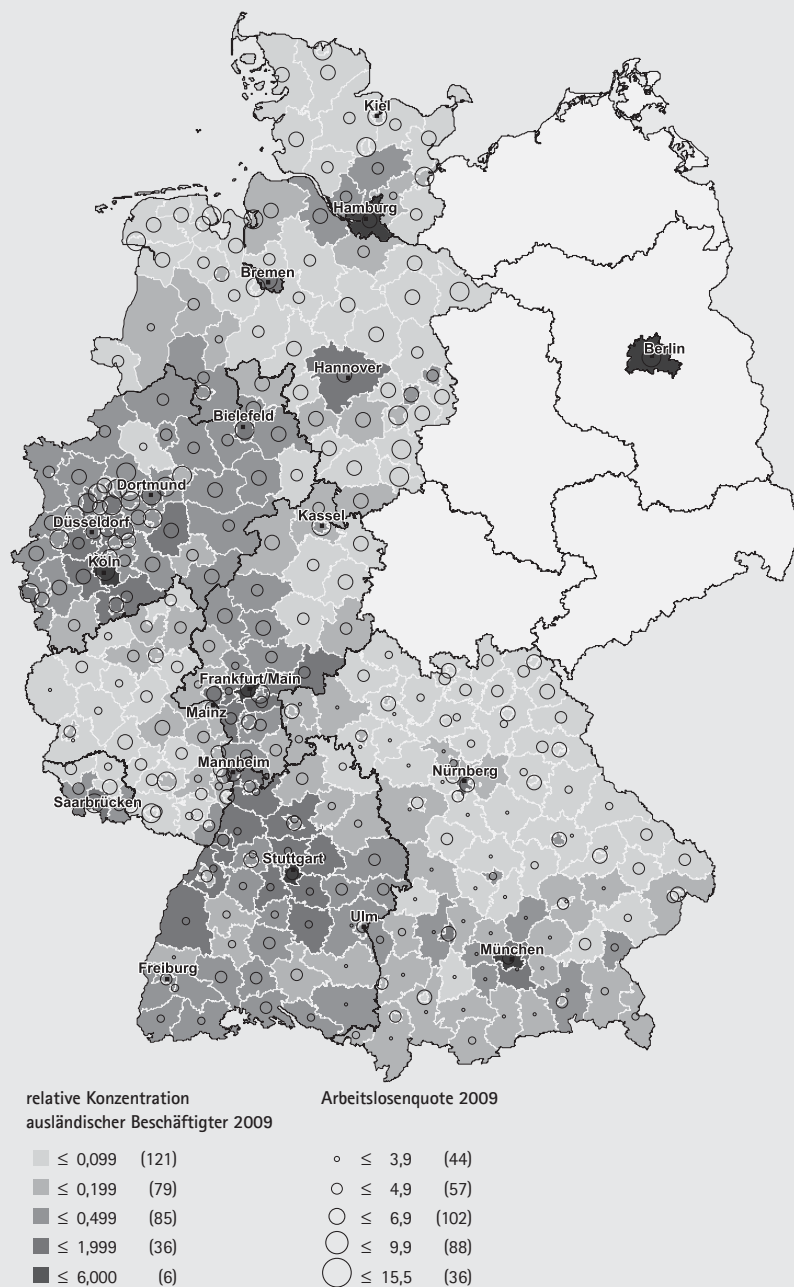 Kiel
Hamburg
Bremen
Berlin
Hannover
Bielefeld
Dortmund
Düsseldorf
Kassel
Köln
Frankfurt/Main
Mainz
Mannheim
Nürnberg
Saarbrücken
Stuttgart
Ulm
München
Freiburg
relative Konzentration
ausländischer Beschäftigter 2009
≤ 0,099 (121)
≤ 0,199 (79)
≤ 0,499 (85)
≤ 1,999 (36)
≤ 6,000 (6)
Arbeitslosenquote 2009
≤ 3,9 (44)
≤ 4,9 (57)
≤ 6,9 (102)
≤ 9,9 (88)
≤ 15,5 (36)